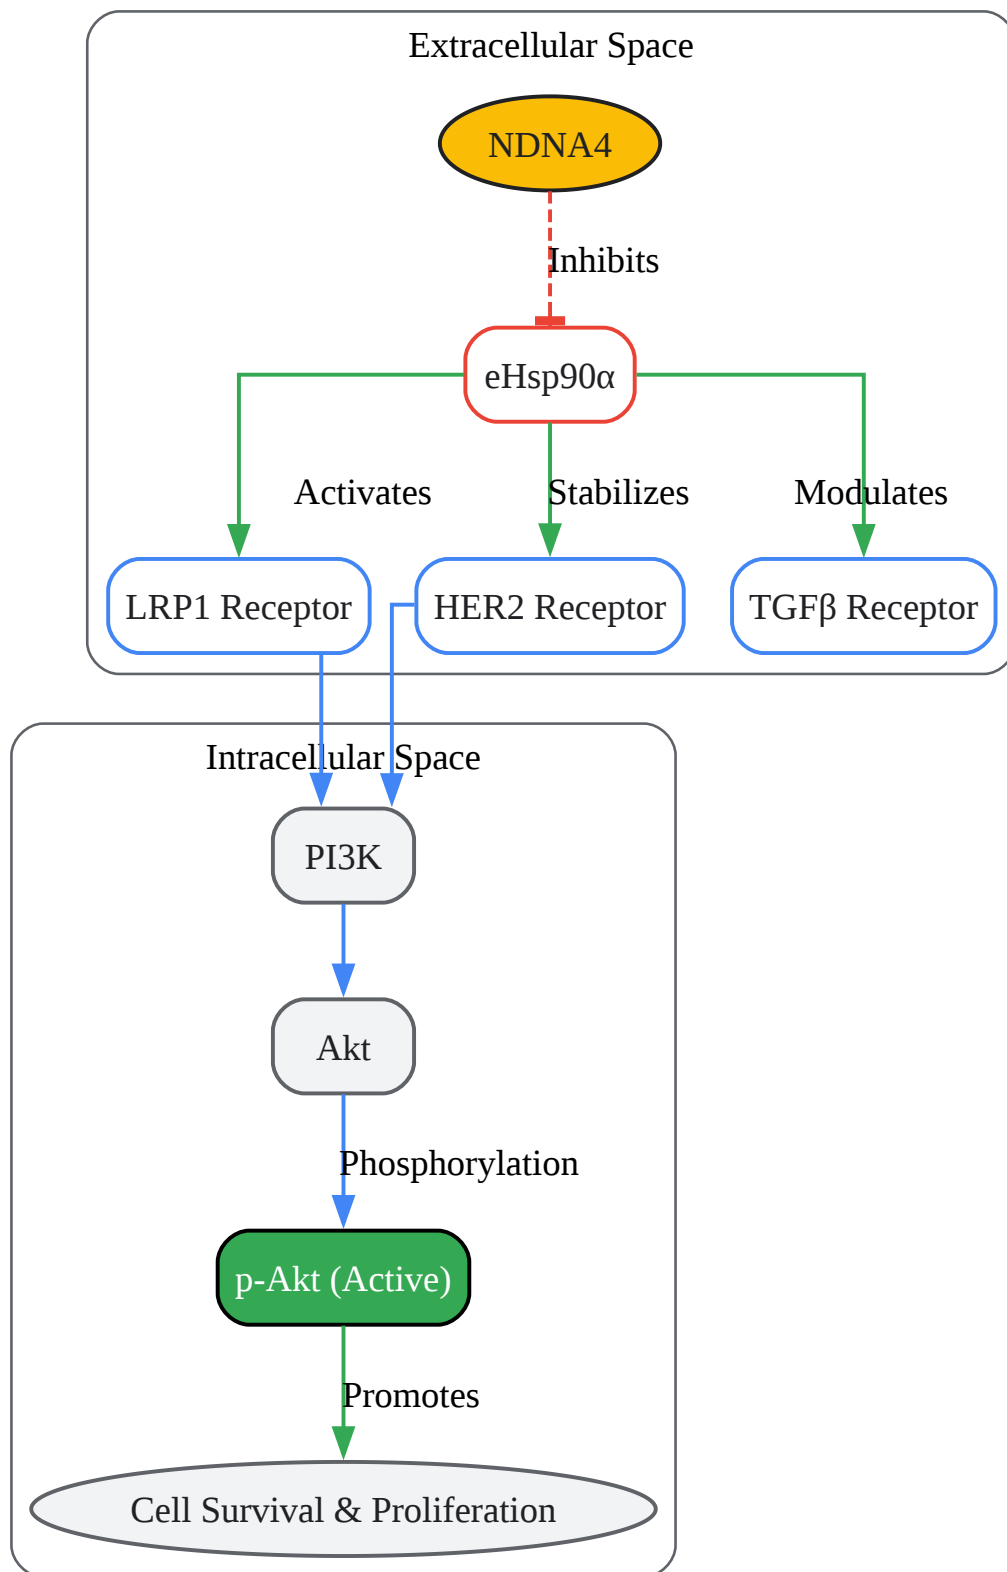 Extracellular Space
NDNA4
Inhibits
eHsp90α
Activates
Stabilizes
Modulates
LRP1 Receptor
HER2 Receptor
TGFβ Receptor
Intracellular Space
PI3K
Akt
Phosphorylation
p-Akt (Active)
Promotes
Cell Survival & Proliferation